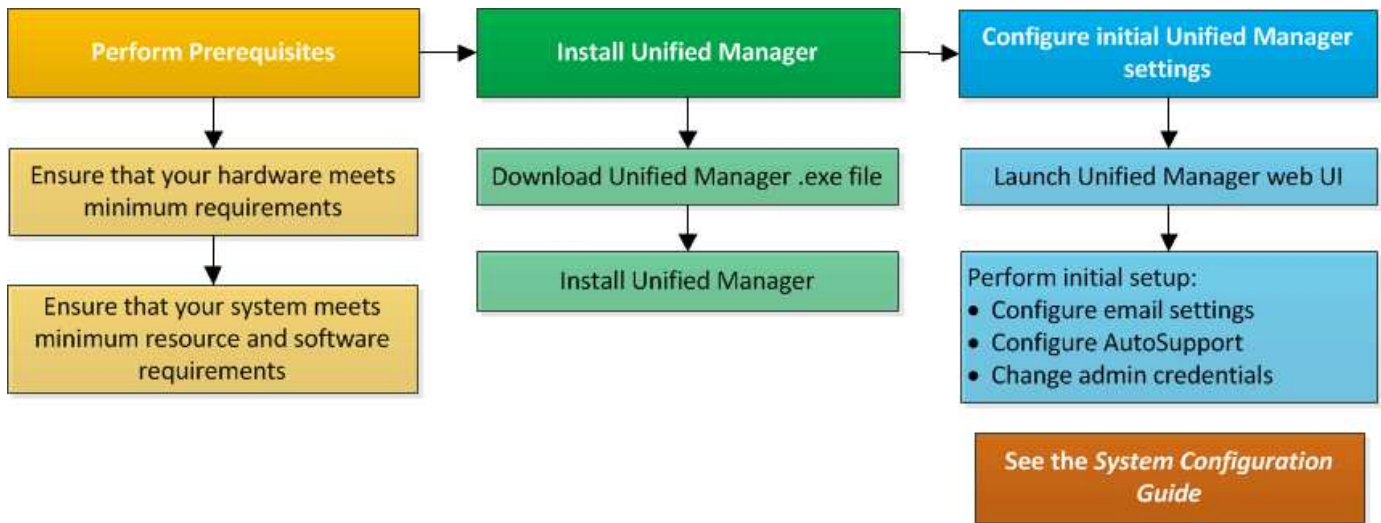 Perform Prerequisites
Install Unified Manager
Configure initial Unified Manager
settings
Ensure that your hardware meets
minimum requirements
Ensure that your system meets
minimum resource and software
requirements
Download Unified Manager .exe file
Install Unified Manager
Launch Unified Manager web UI
Perform initial setup:
• Configure email settings
• Configure AutoSupport
• Change admin credentials
See the System Configuration
Guide